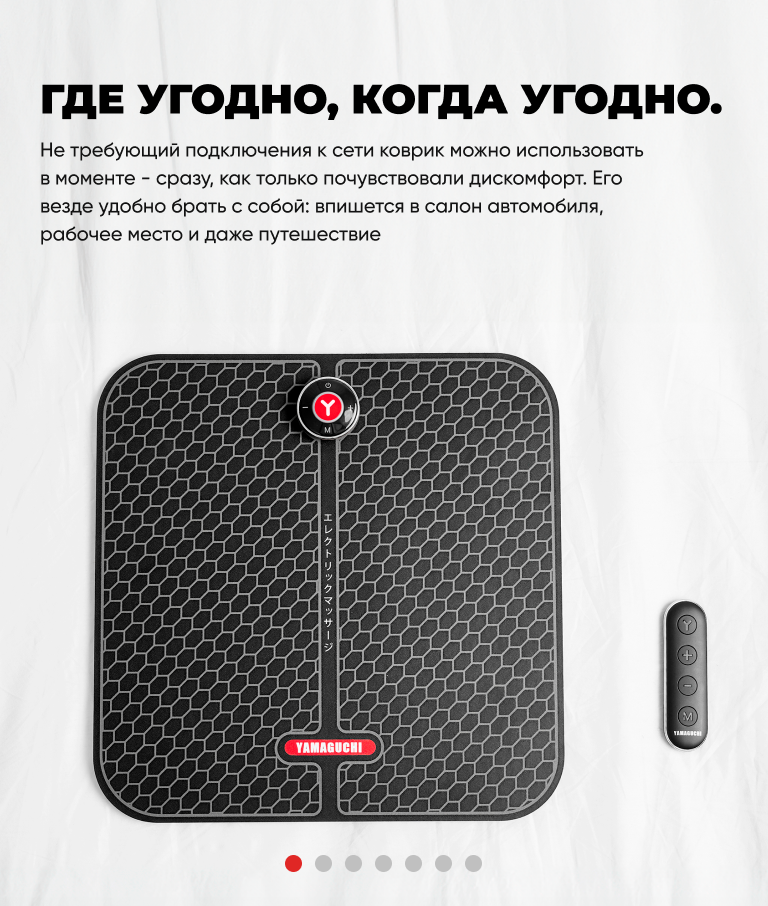 ГДЕ УГОДНО, КОГДА УГОДНО.
Не требующий подключения к сети коврик можно использовать
в моменте - сразу, как только почувствовали дискомфорт. Его
везде удобно брать с собой: впишется в салон автомобиля,
рабочее место и даже путешествие
Y
M
エレクトリックマッサージ
YAMAGUCHI
Y
+
−
M
YAMAGUCHI